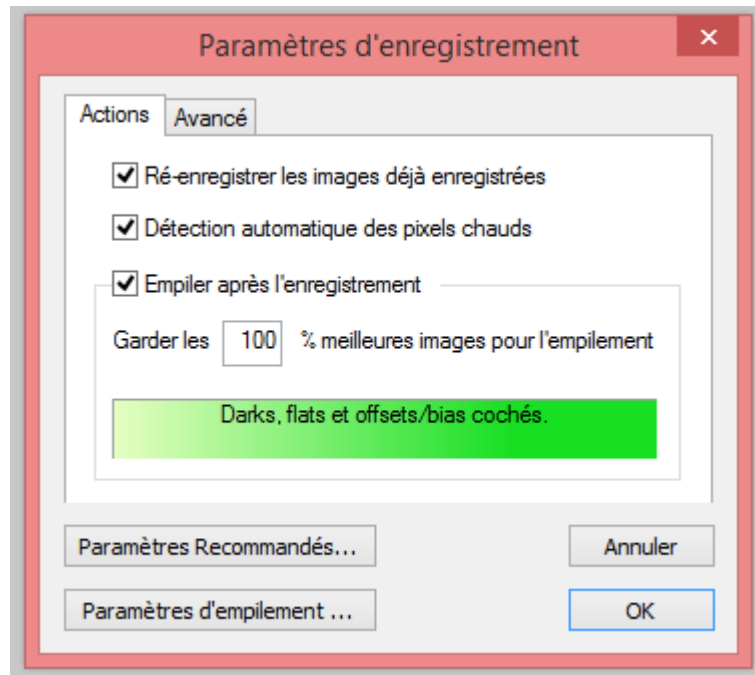 Paramètres d'enregistrement
Actions
Avancé
Ré-enregistrer les images déjà enregistrées
Détection automatique des pixels chauds
Empiler après l'enregistrement
Garder les 100 % meilleures images pour l'empilement
Darks, flats et offsets/bias cochés.
Paramètres Recommandés...
Annuler
Paramètres d'empilement ...
OK